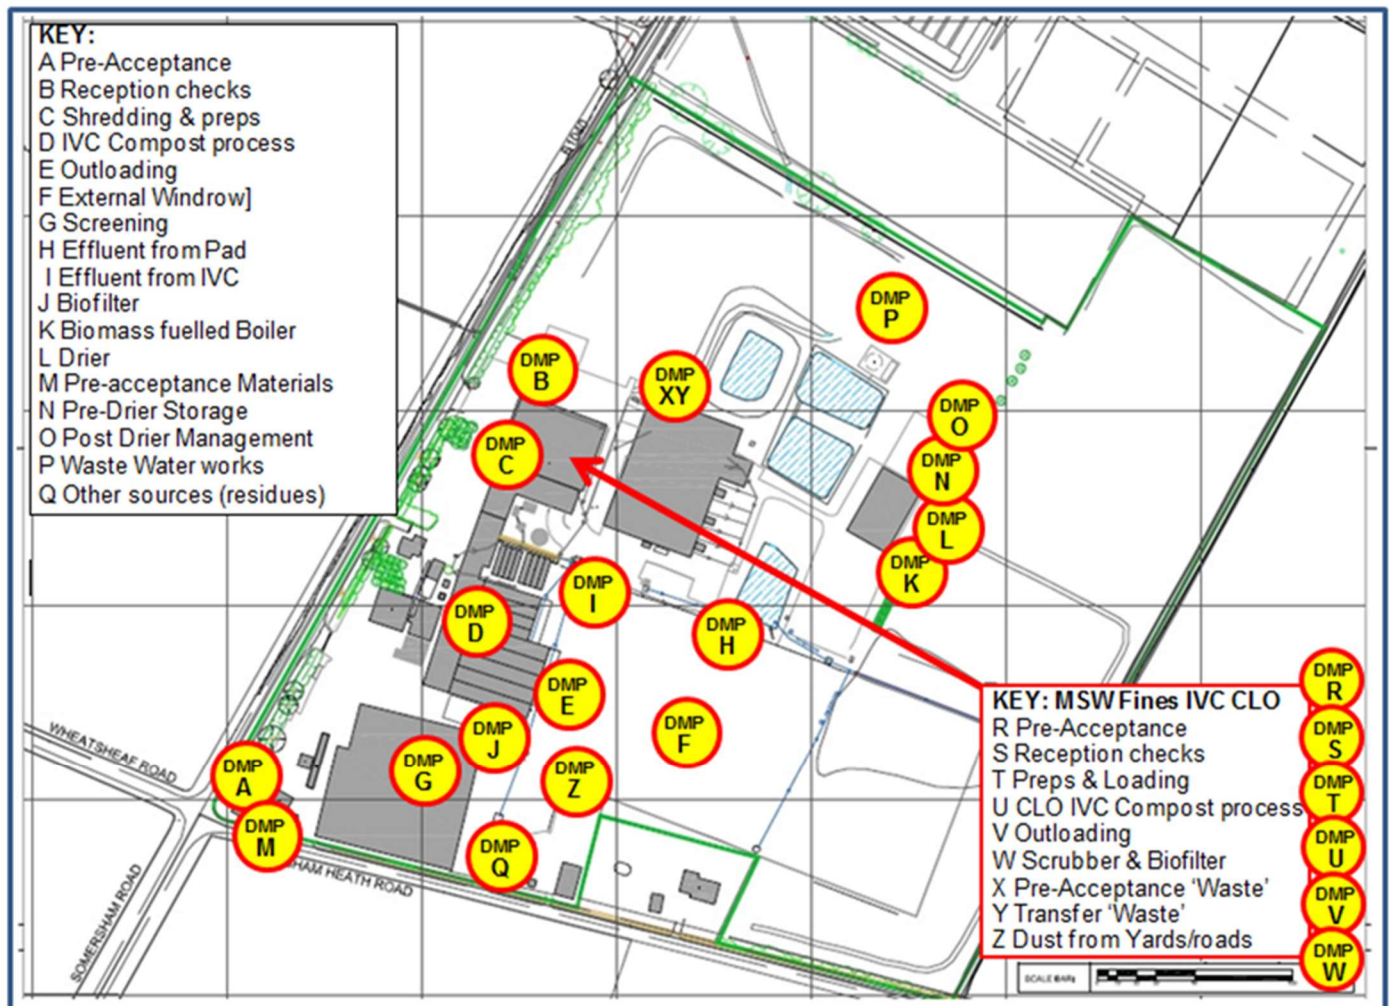 KEY:
A Pre-Acceptance
B Reception checks
C Shredding & preps
D IVC Compost process
E Outloading
F External Windrow]
G Screening
H Effluent from Pad
I Effluent from IVC
J Biofilter
K Biomass fuelled Boiler
L Drier
M Pre-acceptance Materials
N Pre-Drier Storage
O Post Drier Management
P Waste Water works
Q Other sources (residues)
B1040
DMP
P
DMP
B
DMP
XY
DMP
O
DMP
C
DMP
N
DMP
L
DMP
K
DMP
I
DMP
D
DMP
H
DMP
E
DMP
F
DMP
J
DMP
G
DMP
Z
DMP
A
DMP
M
DMP
Q
WHEATSHEAF ROAD
SOMERSHAM ROAD
HAM HEATH ROAD
KEY: MSW Fines IVC CLO
R Pre-Acceptance
S Reception checks
T Preps & Loading
U CLO IVC Compost process
V Outloading
W Scrubber & Biofilter
X Pre-Acceptance ‘Waste’
Y Transfer ‘Waste’
Z Dust from Yards/roads
DMP
R
DMP
S
DMP
T
DMP
U
DMP
V
DMP
W
SCALE BAR: